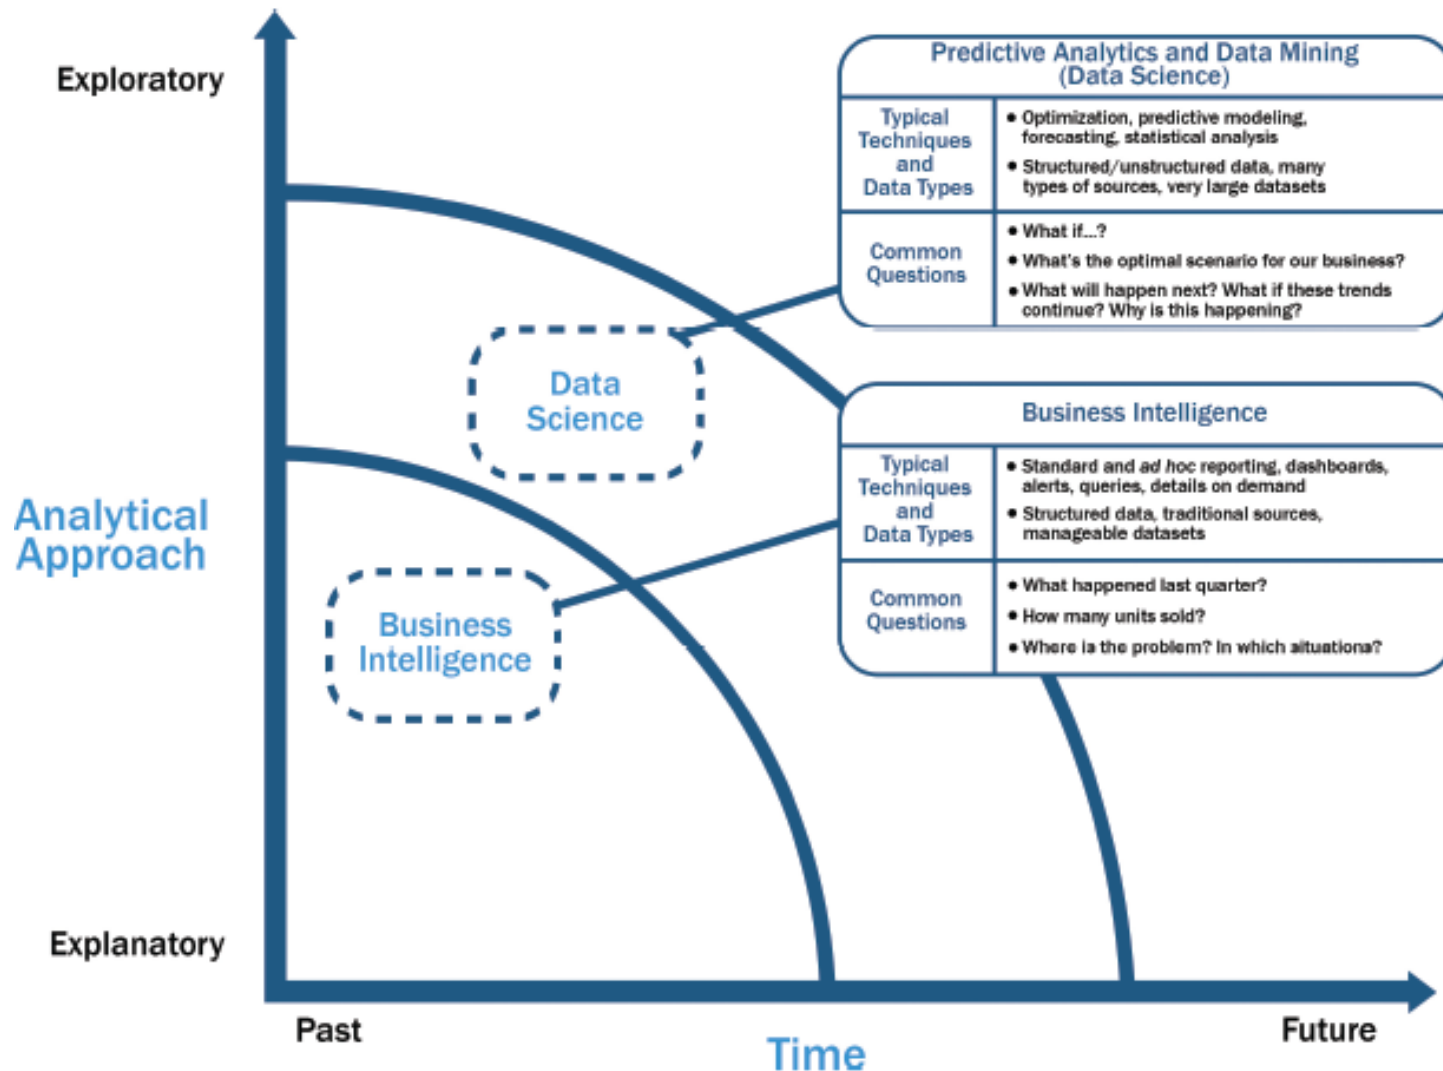 Exploratory
Analytical
Approach
Explanatory
Past
Time
Future
Data
Science
Business
Intelligence
Predictive Analytics and Data Mining
(Data Science)
Typical
Techniques
and
Data Types
• Optimization, predictive modeling,
forecasting, statistical analysis
• Structured/unstructured data, many
types of sources, very large datasets
Common
Questions
• What if...?
• What's the optimal scenario for our business?
• What will happen next? What if these trends
continue? Why is this happening?
Business Intelligence
Typical
Techniques
and
Data Types
• Standard and ad hoc reporting, dashboards,
alerts, queries, details on demand
• Structured data, traditional sources,
manageable datasets
Common
Questions
• What happened last quarter?
• How many units sold?
• Where is the problem? In which situations?